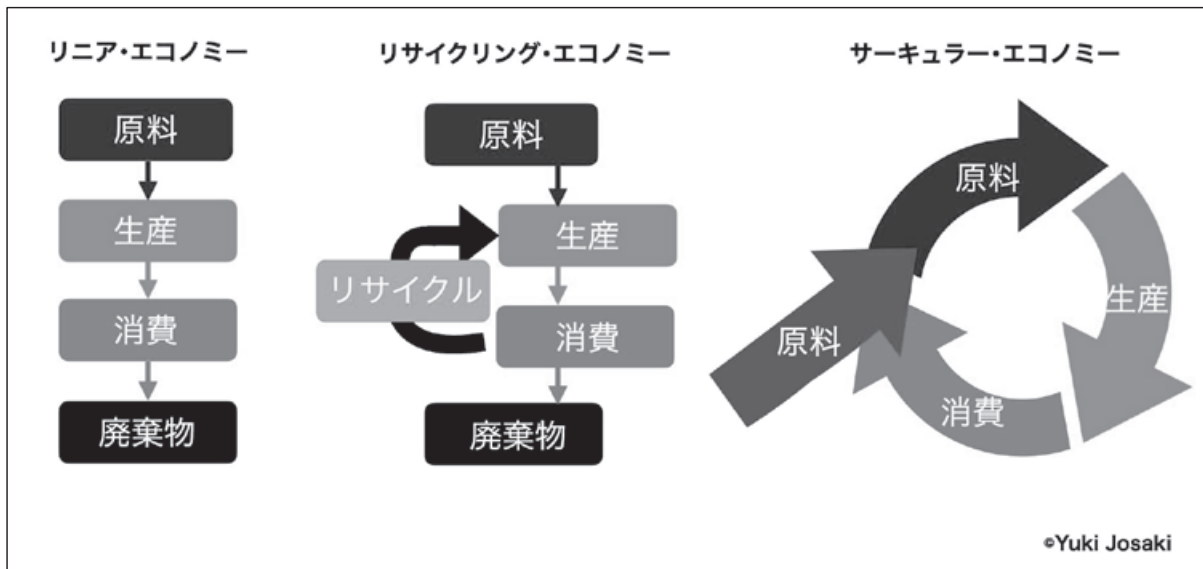 リニア・エコノミー
原料
生産
消費
廃棄物
リサイクリング・エコノミー
原料
生産
リサイクル
消費
廃棄物
サーキュラー・エコノミー
原料
生産
原料
消費
©Yuki Josaki